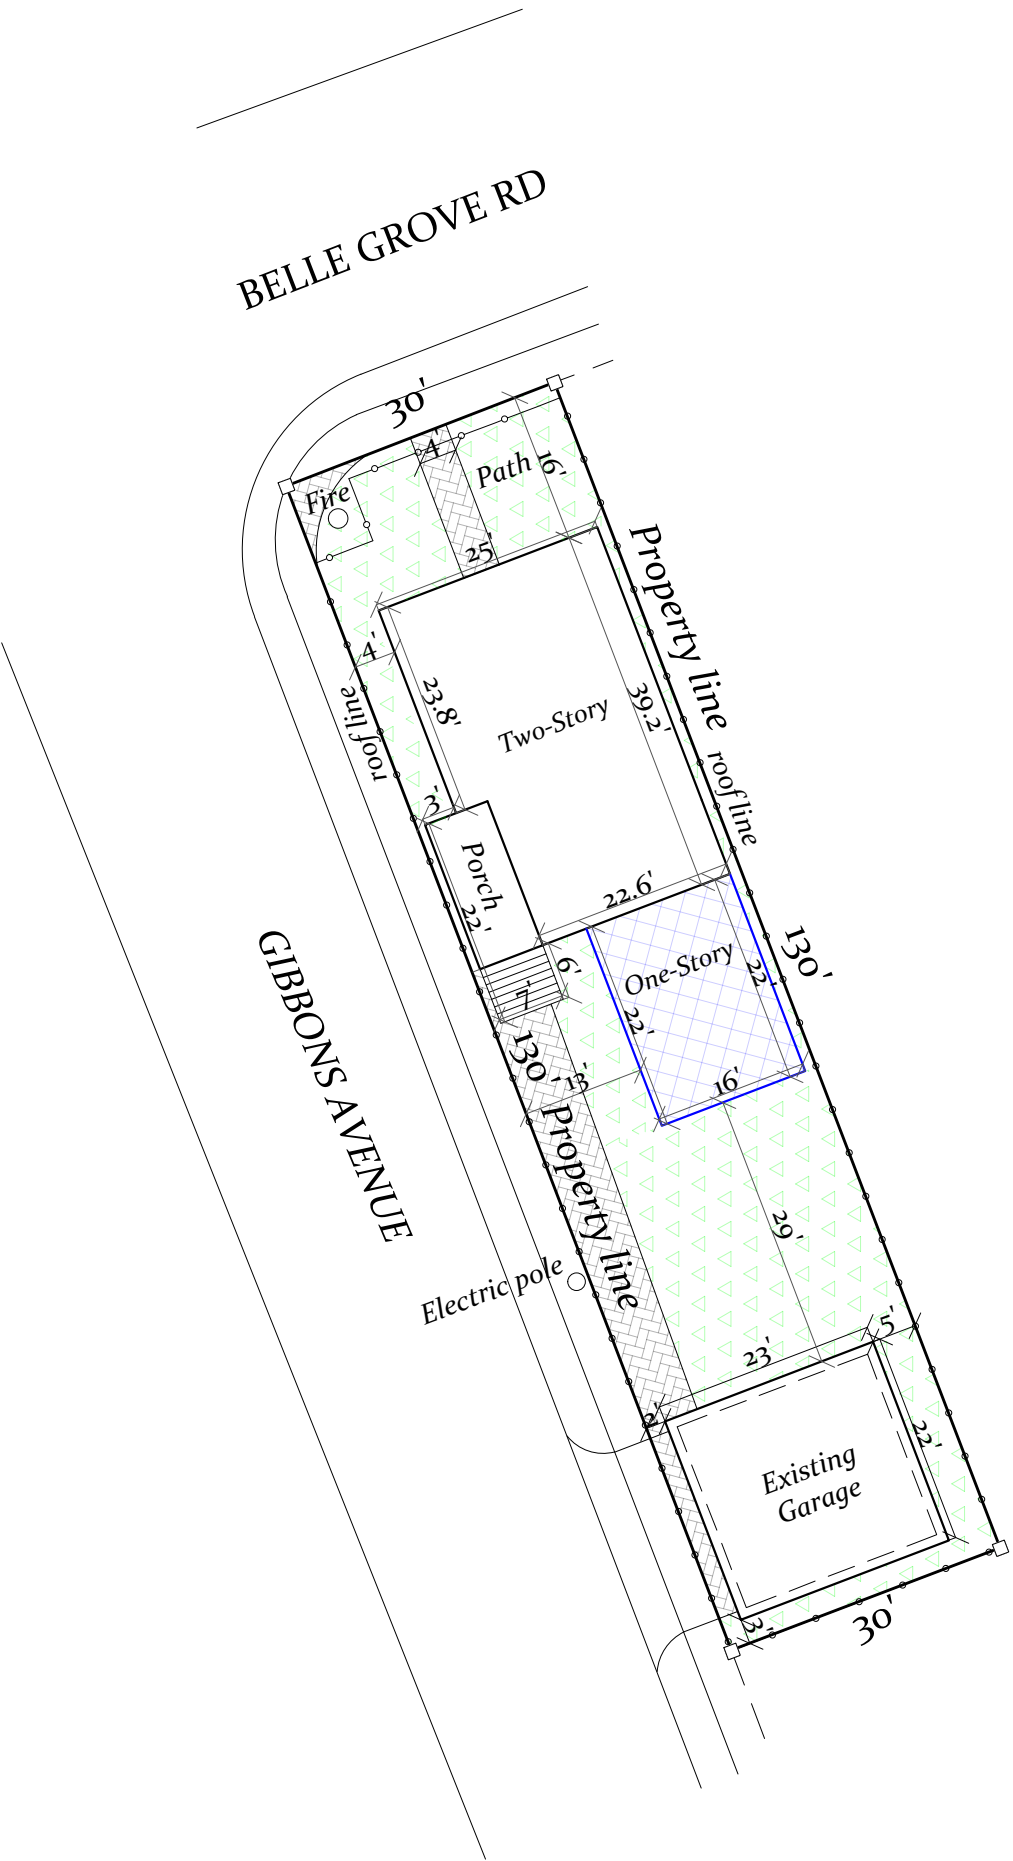 BELLE GROVE RD
30'
4'
Path
16'
Fire
25'
Property line
4'
roof line
23.8'
Two-Story
39.2'
roof line
3'
Porch
22'
22.6'
6'
7'
One-Story
22'
22'
130'
GIBBONS AVENUE
130'
13'
16'
Property line
29'
Electric pole
5'
23'
2'
22'
Existing
Garage
3'
30'